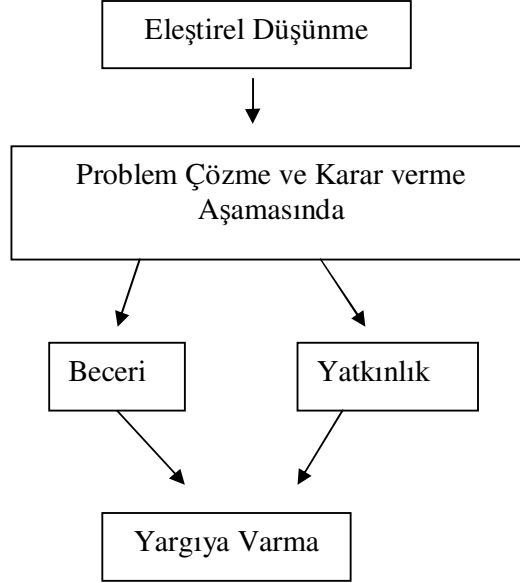 Eleştirel Düşünme
Problem Çözme ve Karar verme
Aşamasında
Beceri
Yatkınlık
Yargıya Varma